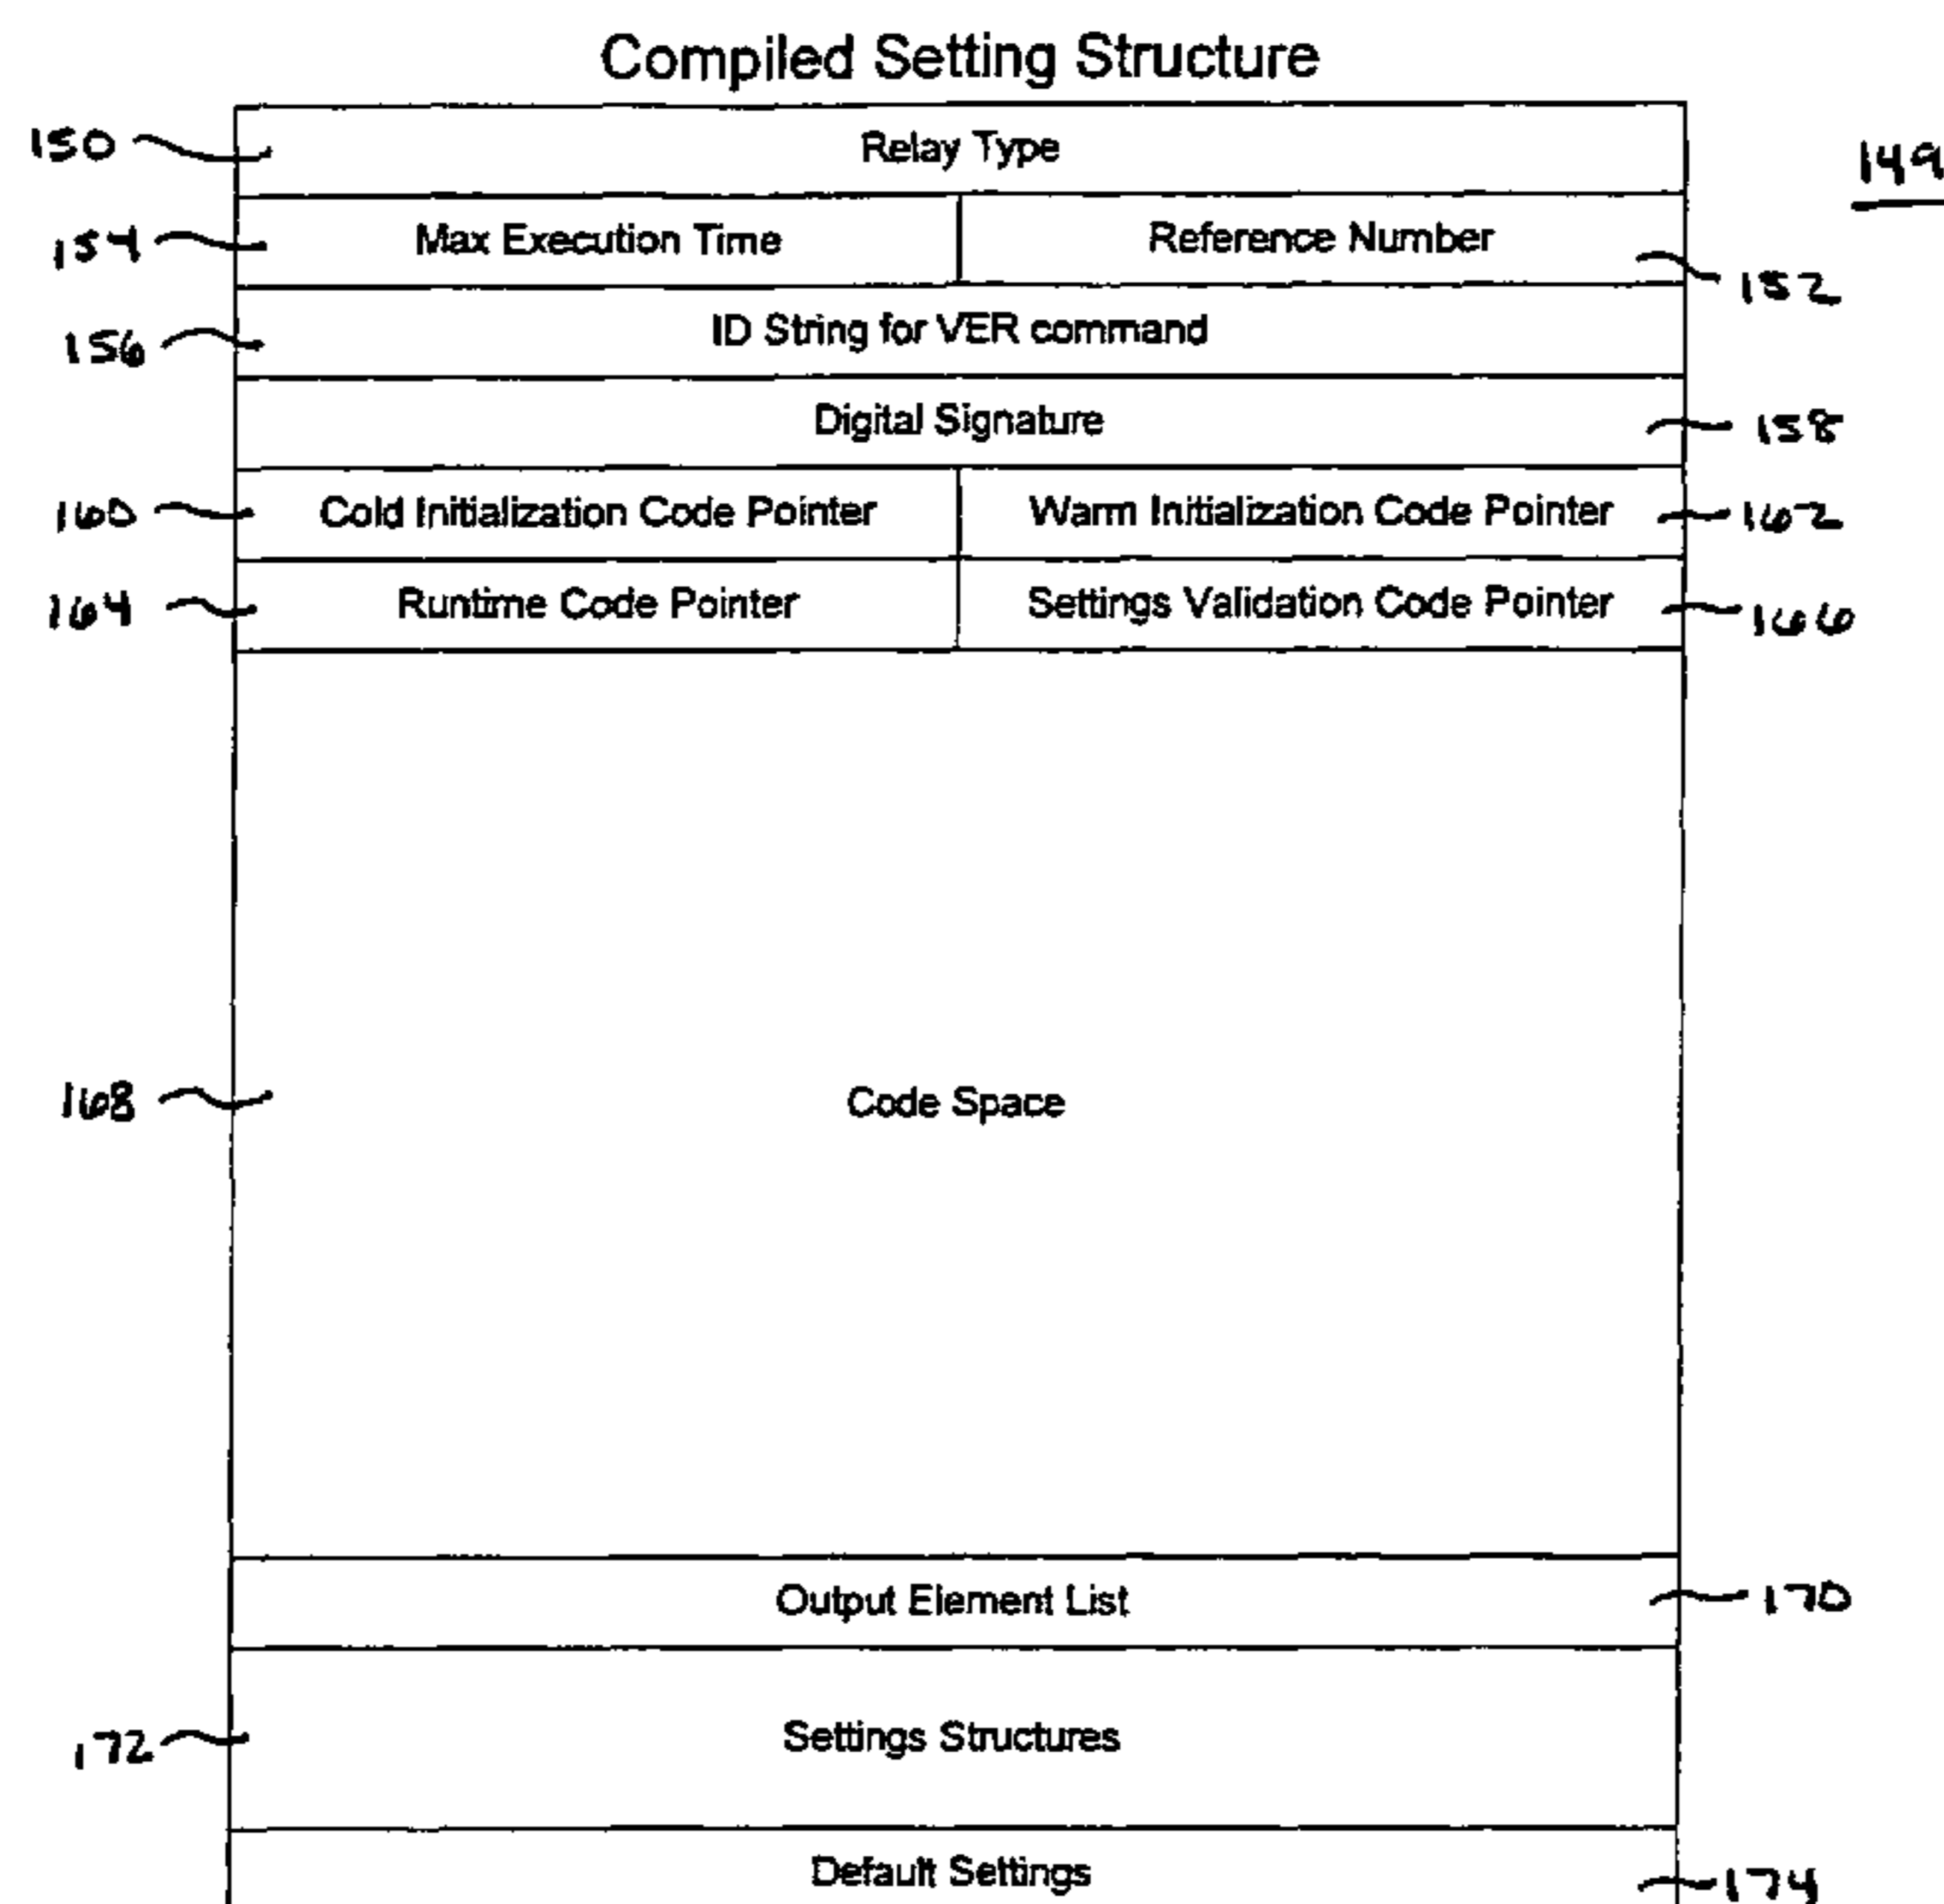 Compiled Setting Structure
150 Relay Type
149
154 Max Execution Time Reference Number 152
156 ID String for VER command
Digital Signature 158
160 Cold Initialization Code Pointer Warm Initialization Code Pointer 162
164 Runtime Code Pointer Settings Validation Code Pointer 166
168 Code Space
Output Element List 170
172 Settings Structures
Default Settings 174